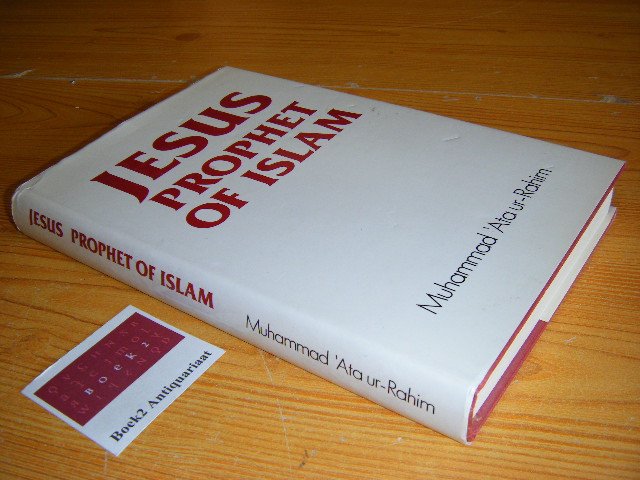 JESUS
PROPHET
OF ISLAM
Muhammad 'Ata ur-Rahim
JESUS PROPHET OF ISLAM
Muhammad 'Ata ur-Rahim
BOEK2
Boek2 Antiquariaat